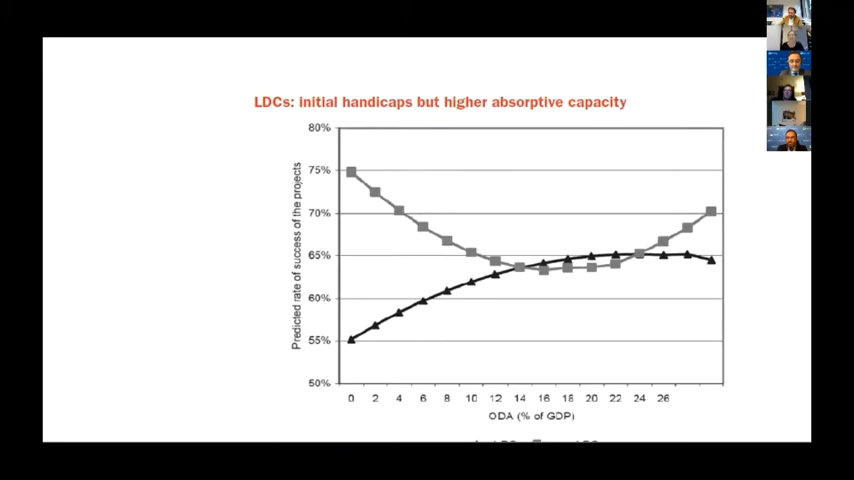 LDCs: initial handicaps but higher absorptive capacity
80%
75%
70%
65%
60%
55%
50%
Predicted rate of success of the projects
0 2 4 6 8 10 12 14 16 18 20 22 24 26
ODA (% of GDP)